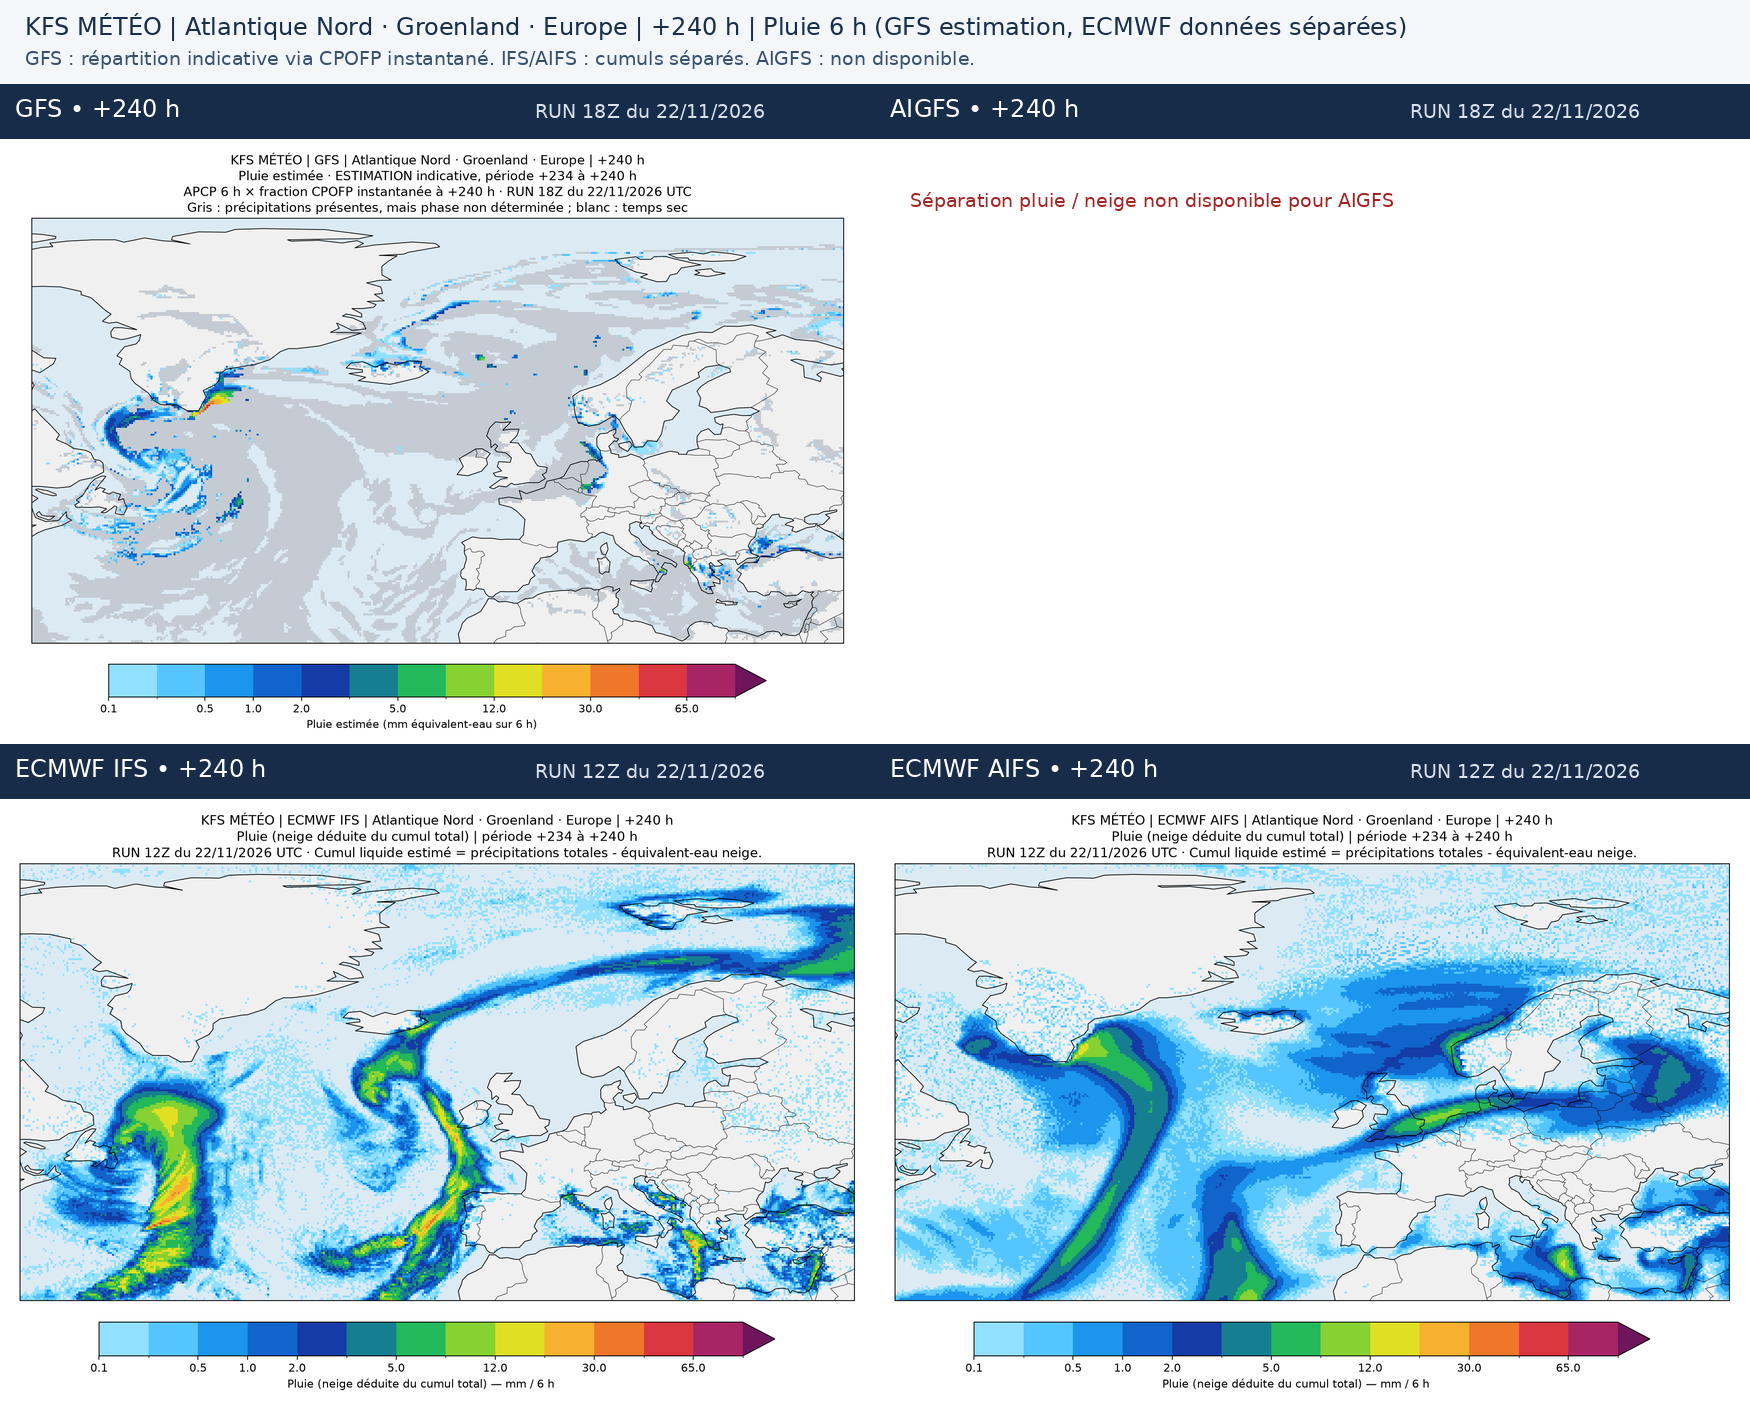 KFS MÉTÉO | Atlantique Nord · Groenland · Europe | +240 h | Pluie 6 h (GFS estimation, ECMWF données séparées)
GFS : répartition indicative via CPOFP instantané. IFS/AIFS : cumuls séparés. AIGFS : non disponible.
GFS • +240 h
RUN 18Z du 22/11/2026
AIGFS • +240 h
RUN 18Z du 22/11/2026
KFS MÉTÉO | GFS | Atlantique Nord · Groenland · Europe | +240 h
Pluie estimée · ESTIMATION indicative, période +234 à +240 h
APCP 6 h × fraction CPOFP instantanée à +240 h · RUN 18Z du 22/11/2026 UTC
Gris : précipitations présentes, mais phase non déterminée ; blanc : temps sec
Séparation pluie / neige non disponible pour AIGFS
0.1 0.5 1.0 2.0 5.0 12.0 30.0 65.0
Pluie estimée (mm équivalent-eau sur 6 h)
ECMWF IFS • +240 h
RUN 12Z du 22/11/2026
ECMWF AIFS • +240 h
RUN 12Z du 22/11/2026
KFS MÉTÉO | ECMWF IFS | Atlantique Nord · Groenland · Europe | +240 h
Pluie (neige déduite du cumul total) | période +234 à +240 h
RUN 12Z du 22/11/2026 UTC · Cumul liquide estimé = précipitations totales - équivalent-eau neige.
0.1 0.5 1.0 2.0 5.0 12.0 30.0 65.0
Pluie (neige déduite du cumul total) — mm / 6 h
KFS MÉTÉO | ECMWF AIFS | Atlantique Nord · Groenland · Europe | +240 h
Pluie (neige déduite du cumul total) | période +234 à +240 h
RUN 12Z du 22/11/2026 UTC · Cumul liquide estimé = précipitations totales - équivalent-eau neige.
0.1 0.5 1.0 2.0 5.0 12.0 30.0 65.0
Pluie (neige déduite du cumul total) — mm / 6 h